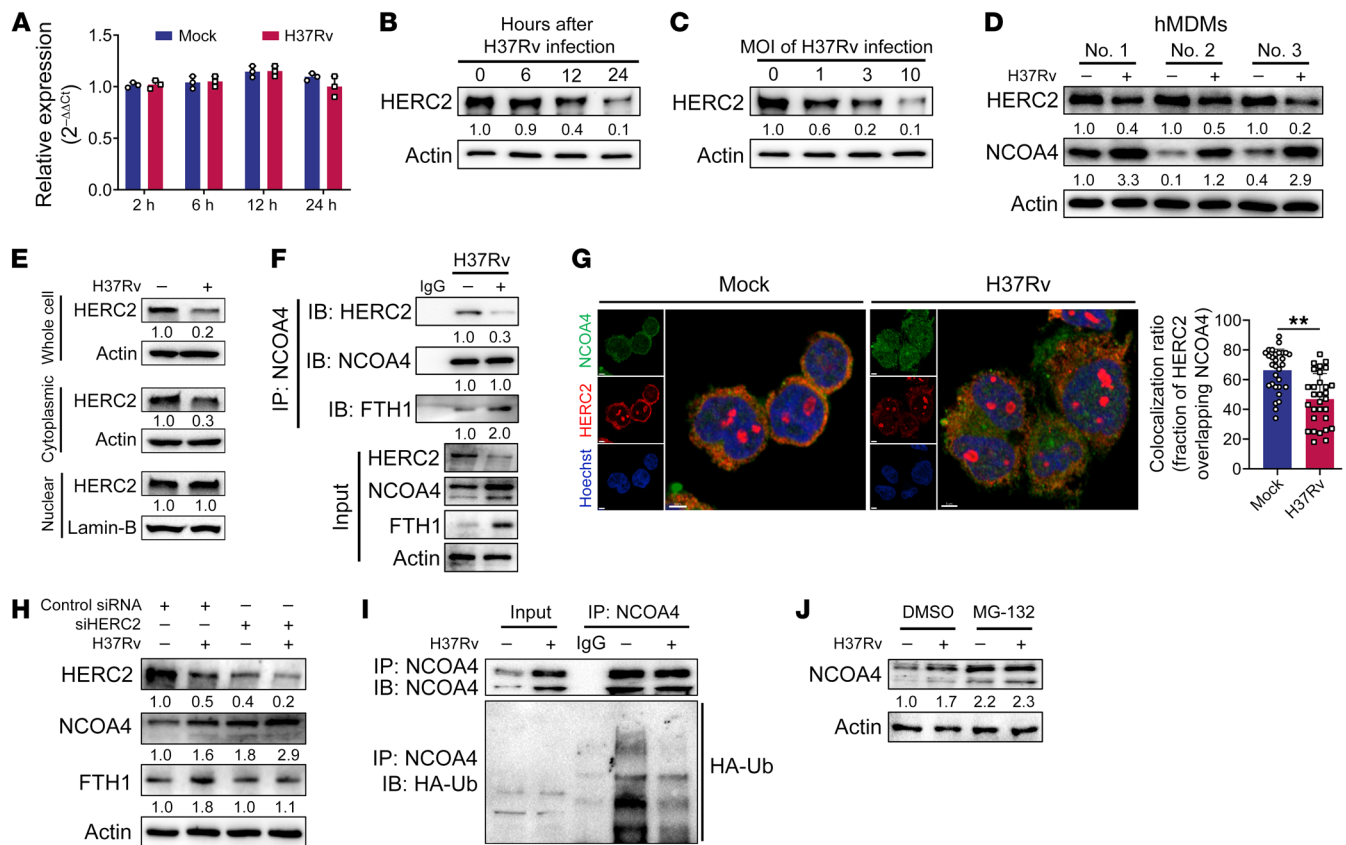 A
Mock
H37Rv
Relative expression
(2^−ΔΔCt)
1.5
1.0
0.5
0.0
2 h 6 h 12 h 24 h
B
Hours after
H37Rv infection
0 6 12 24
HERC2
1.0 0.9 0.4 0.1
Actin
C
MOI of H37Rv infection
0 1 3 10
HERC2
1.0 0.6 0.2 0.1
Actin
D
hMDMs
No. 1 No. 2 No. 3
H37Rv − + − + − +
HERC2
1.0 0.4 1.0 0.5 1.0 0.2
NCOA4
1.0 3.3 0.1 1.2 0.4 2.9
Actin
E
H37Rv − +
Whole cell
HERC2
1.0 0.2
Actin
Cytoplasmic
HERC2
1.0 0.3
Actin
Nuclear
HERC2
1.0 1.0
Lamin-B
F
H37Rv
IgG − +
IP: NCOA4
IB: HERC2
1.0 0.3
IB: NCOA4
1.0 1.0
IB: FTH1
1.0 2.0
Input
HERC2
NCOA4
FTH1
Actin
G
Mock
H37Rv
NCOA4
HERC2
Hoechst
Colocalization ratio
(fraction of HERC2
overlapping NCOA4)
100
80
60
40
20
0
**
Mock
H37Rv
H
Control siRNA + + − −
siHERC2 − − + +
H37Rv − + − +
HERC2
1.0 0.5 0.4 0.2
NCOA4
1.0 1.6 1.8 2.9
FTH1
1.0 1.8 1.0 1.1
Actin
I
Input IP: NCOA4
H37Rv − + IgG − +
IP: NCOA4
IB: NCOA4
IP: NCOA4
IB: HA-Ub
HA-Ub
J
DMSO MG-132
H37Rv − + − +
NCOA4
1.0 1.7 2.2 2.3
Actin